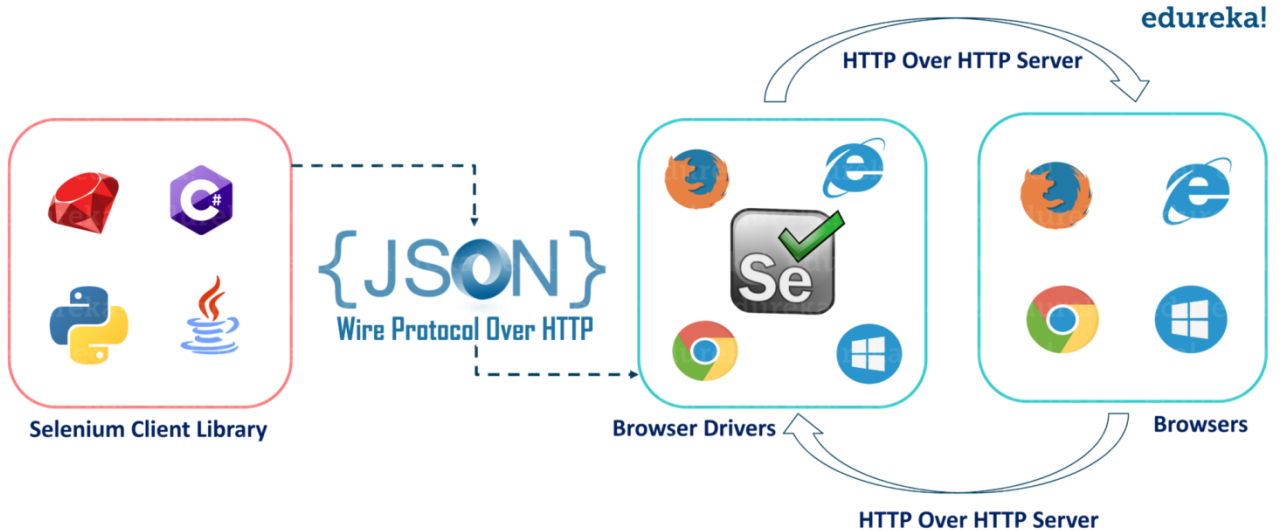 edureka!
HTTP Over HTTP Server
C#
{JSON}
Wire Protocol Over HTTP
Se
Selenium Client Library
Browser Drivers
Browsers
HTTP Over HTTP Server